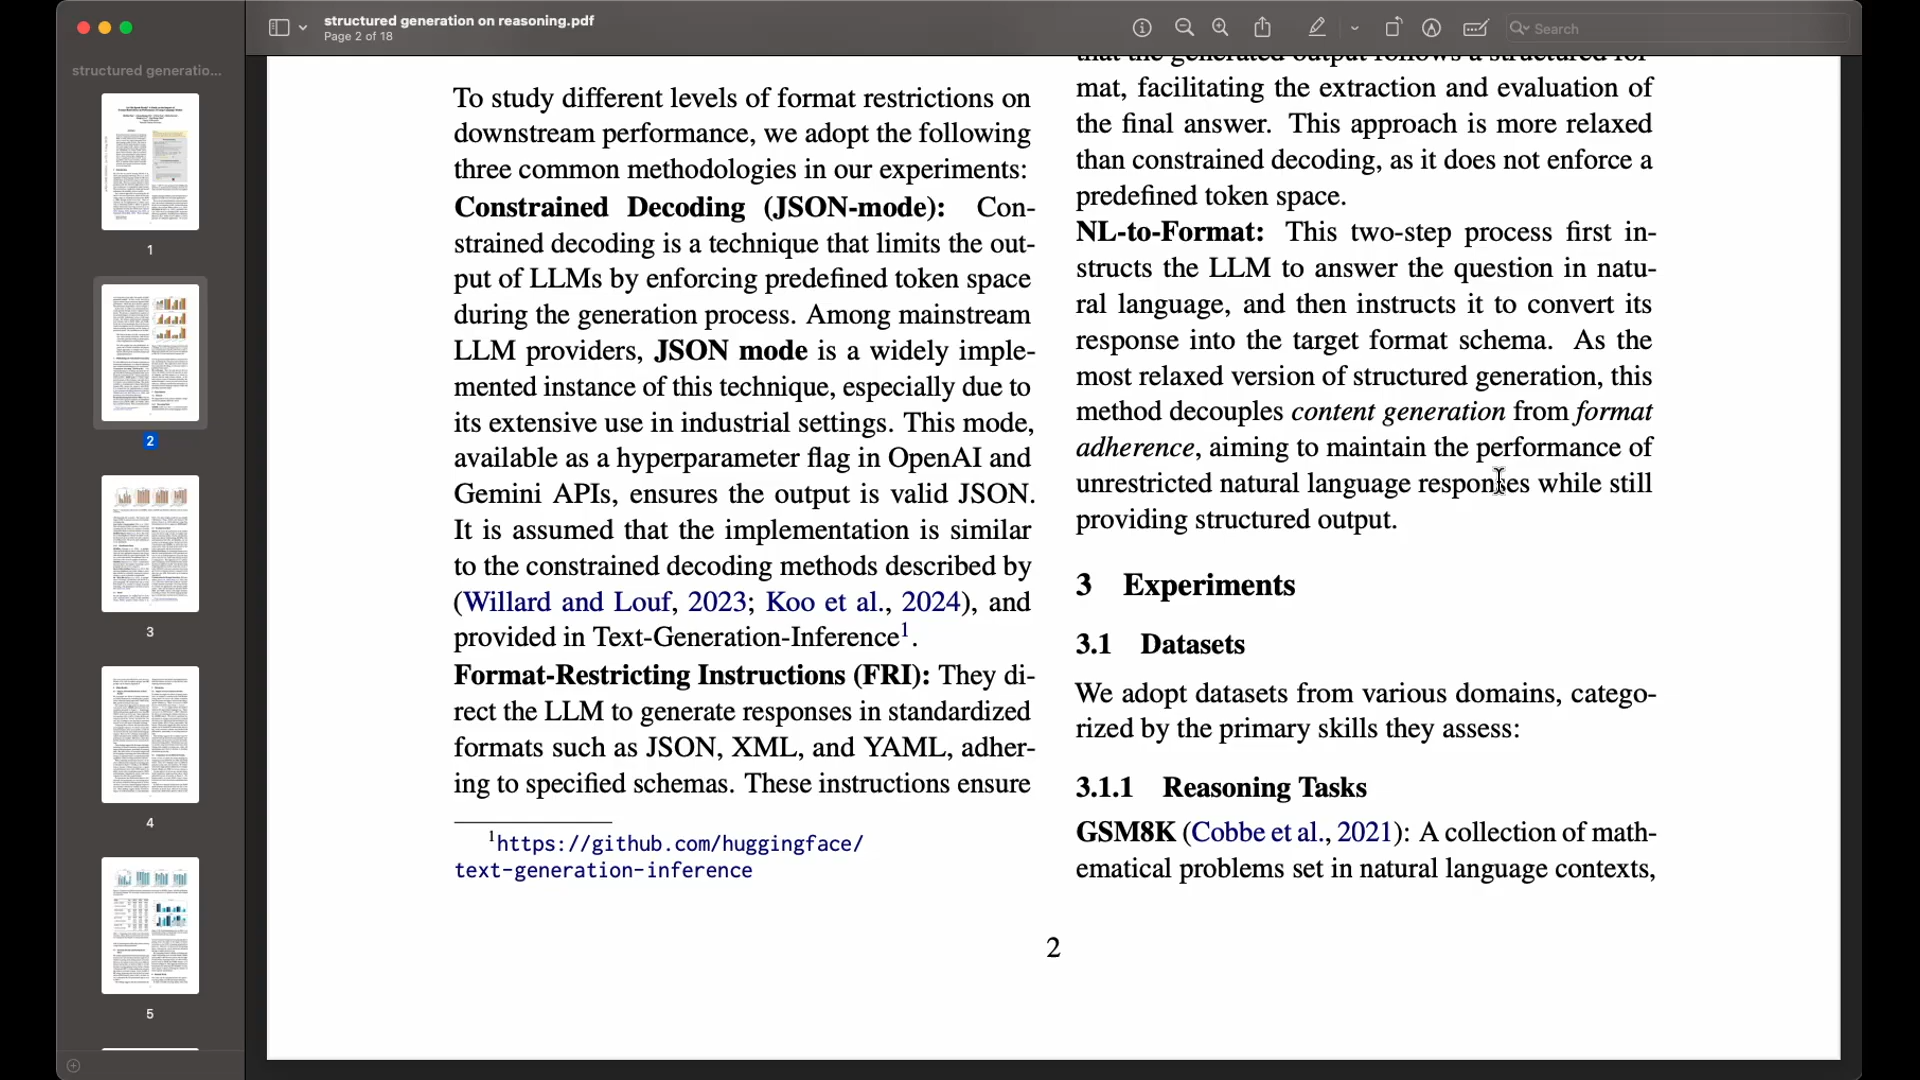 structured generation on reasoning.pdf
Page 2 of 18
Search
structured generatio...
1
2
3
4
5
To study different levels of format restrictions on
downstream performance, we adopt the following
three common methodologies in our experiments:
Constrained Decoding (JSON-mode): Con-
strained decoding is a technique that limits the out-
put of LLMs by enforcing predefined token space
during the generation process. Among mainstream
LLM providers, JSON mode is a widely imple-
mented instance of this technique, especially due to
its extensive use in industrial settings. This mode,
available as a hyperparameter flag in OpenAI and
Gemini APIs, ensures the output is valid JSON.
It is assumed that the implementation is similar
to the constrained decoding methods described by
(Willard and Louf, 2023; Koo et al., 2024), and
provided in Text-Generation-Inference1.
Format-Restricting Instructions (FRI): They di-
rect the LLM to generate responses in standardized
formats such as JSON, XML, and YAML, adher-
ing to specified schemas. These instructions ensure
1https://github.com/huggingface/
text-generation-inference
that the generated output follows a structured for-
mat, facilitating the extraction and evaluation of
the final answer. This approach is more relaxed
than constrained decoding, as it does not enforce a
predefined token space.
NL-to-Format: This two-step process first in-
structs the LLM to answer the question in natu-
ral language, and then instructs it to convert its
response into the target format schema. As the
most relaxed version of structured generation, this
method decouples content generation from format
adherence, aiming to maintain the performance of
unrestricted natural language responses while still
providing structured output.
3 Experiments
3.1 Datasets
We adopt datasets from various domains, catego-
rized by the primary skills they assess:
3.1.1 Reasoning Tasks
GSM8K (Cobbe et al., 2021): A collection of math-
ematical problems set in natural language contexts,
2